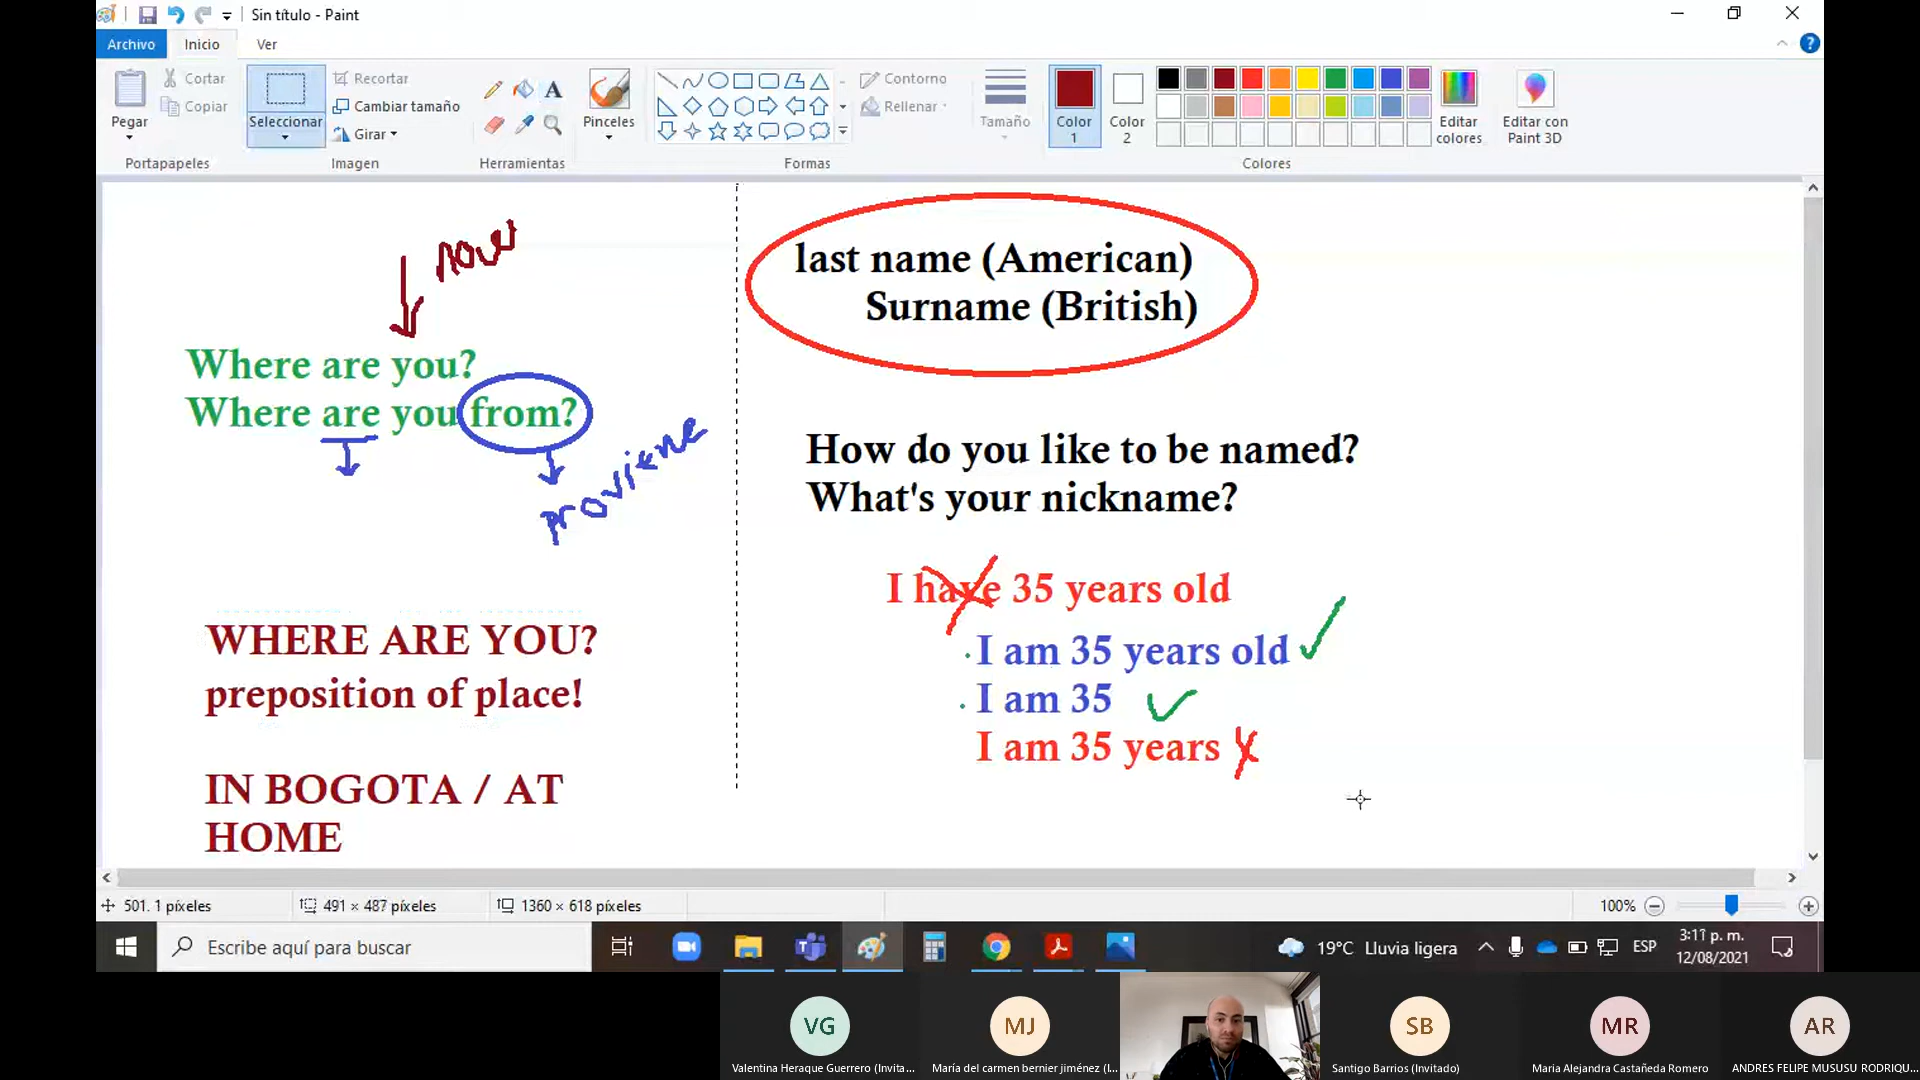 Sin título - Paint
Archivo
Inicio
Ver
Pegar
Cortar
Copiar
Portapapeles
Seleccionar
Recortar
Cambiar tamaño
Girar
Imagen
A
Herramientas
Pinceles
Contorno
Rellenar
Formas
Tamaño
Color
1
Color
2
Editar
colores
Editar con
Paint 3D
Colores
Where are you?
Where are you from?
proviene
WHERE ARE YOU?
preposition of place!
IN BOGOTA / AT
HOME
last name (American)
Surname (British)
How do you like to be named?
What's your nickname?
I have 35 years old
I am 35 years old
I am 35
I am 35 years
501. 1 píxeles
491 × 487 píxeles
1360 × 618 píxeles
100%
Escribe aquí para buscar
19°C Lluvia ligera
ESP
3:11 p. m.
12/08/2021
VG
Valentina Heraque Guerrero (Invita...
MJ
María del carmen bernier jiménez (I...
SB
Santigo Barrios (Invitado)
MR
Maria Alejandra Castañeda Romero
AR
ANDRES FELIPE MUSUSU RODRIQU...